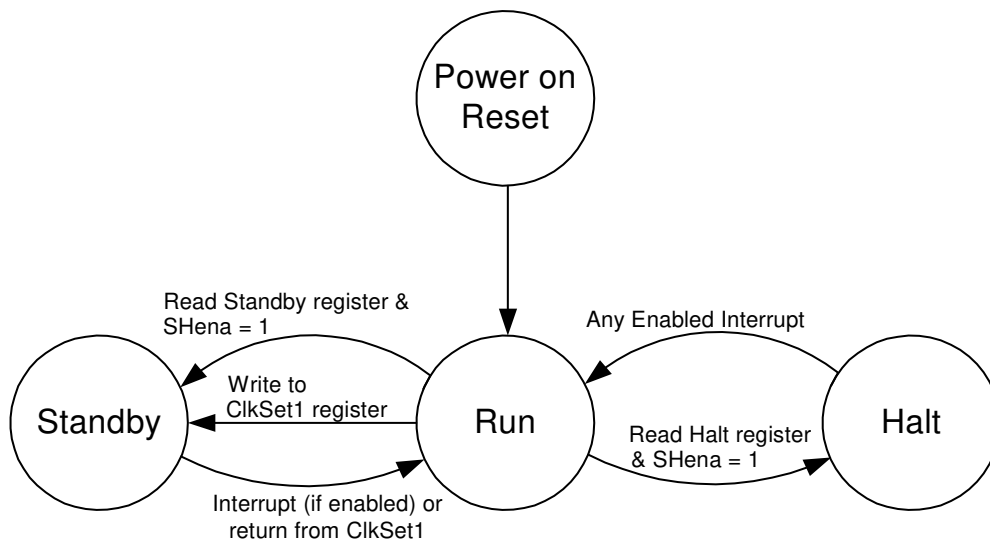 Power on
Reset
Read Standby register &
SHena = 1
Any Enabled Interrupt
Write to
ClkSet1 register
Standby
Run
Halt
Read Halt register
& SHena = 1
Interrupt (if enabled) or
return from ClkSet1